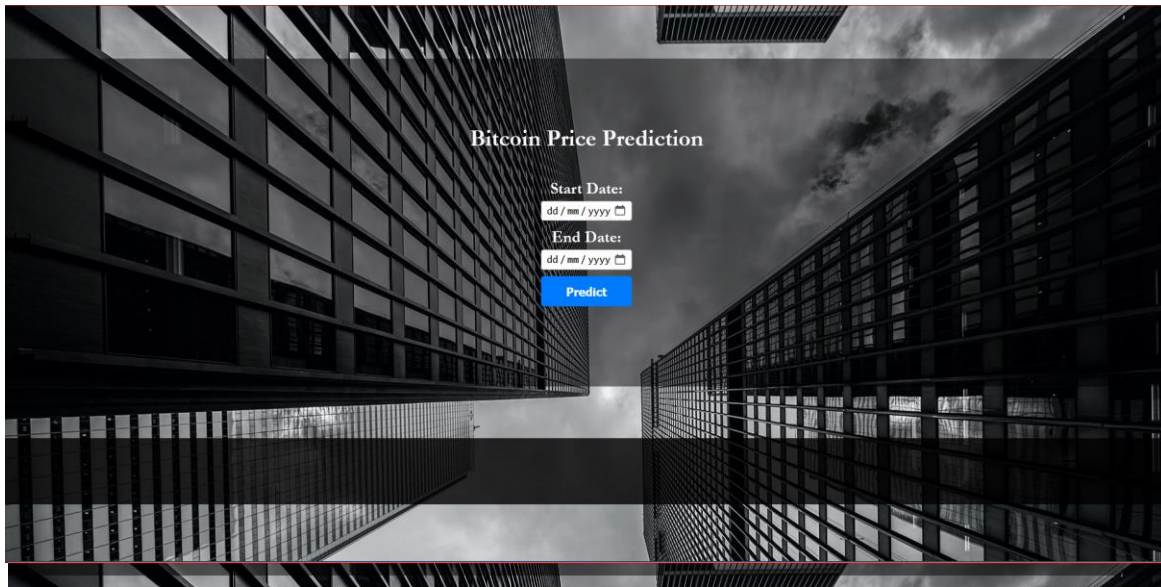 Bitcoin Price Prediction
Start Date:
dd / mm / yyyy
End Date:
dd / mm / yyyy
Predict